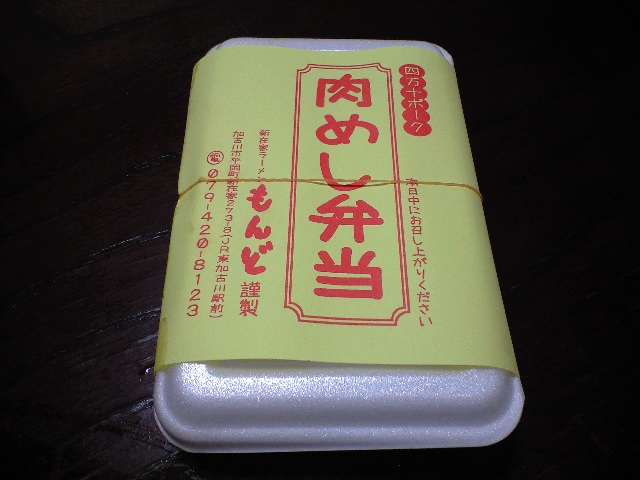 四万十ポーク
本日中にお召し上がりください
肉めし弁当
新在家ラーメン
もんど 謹製
加古川市平岡町新在家273-8(JR東加古川駅前)
電 079-420-8123